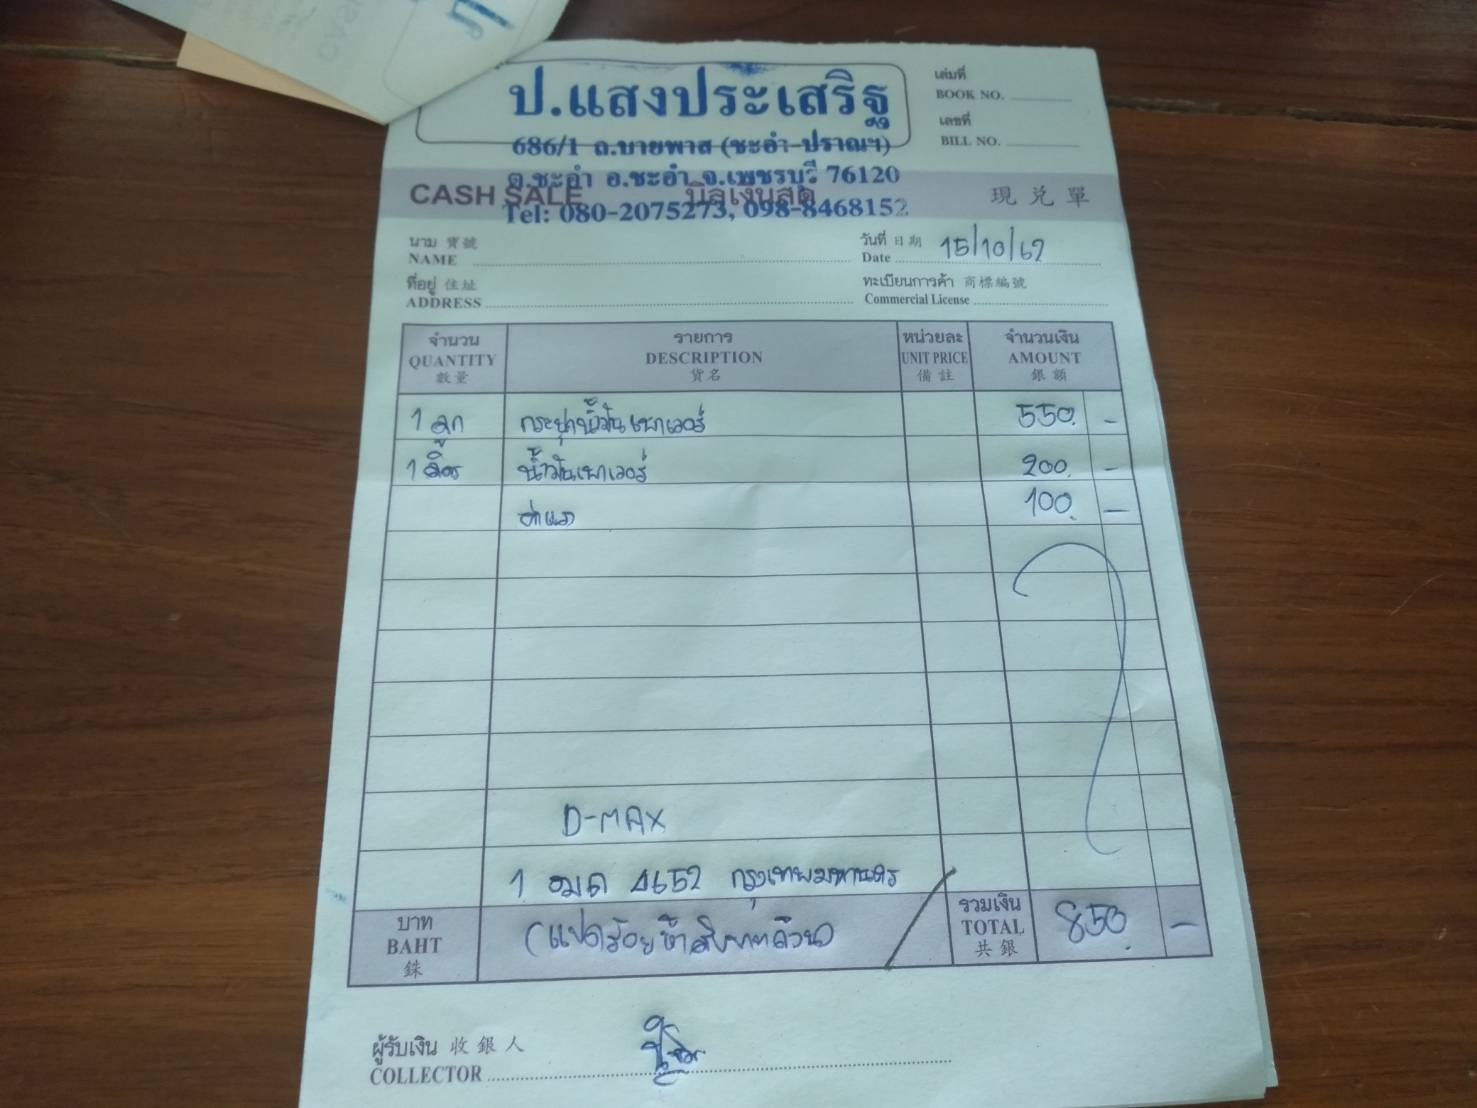 ป.แสงประเสริฐ
686/1 ถ.บายพาส (ชะอำ-ปราณฯ)
ต.ชะอำ อ.ชะอำ จ.เพชรบุรี 76120
Tel: 080-2075273, 098-8468152
เล่มที่
BOOK NO.
เลขที่
BILL NO.
CASH SALE บิลเงินสด 現兌單
นาม 寶號
NAME
วันที่ 日期 15/10/62
Date
ที่อยู่ 住址
ADDRESS
ทะเบียนการค้า 商標編號
Commercial License
จำนวน รายการ หน่วยละ จำนวนเงิน
QUANTITY DESCRIPTION UNIT PRICE AMOUNT
數量 貨名 備註 銀額
1 ลูก กระปุกน้ำมันเพาเวอร์ 550. -
1 ลิตร น้ำมันเพาเวอร์ 200. -
ค่าแรง 100. -
D-MAX
1 ฒด 4652 กรุงเทพมหานคร
บาท
BAHT
銖
(แปดร้อยห้าสิบบาทถ้วน)
รวมเงิน
TOTAL
共銀
850. -
ผู้รับเงิน 收銀人
COLLECTOR